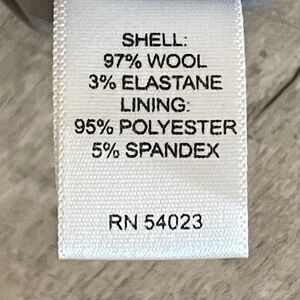 SHELL:
97% WOOL
3% ELASTANE
LINING:
95% POLYESTER
5% SPANDEX
RN 54023